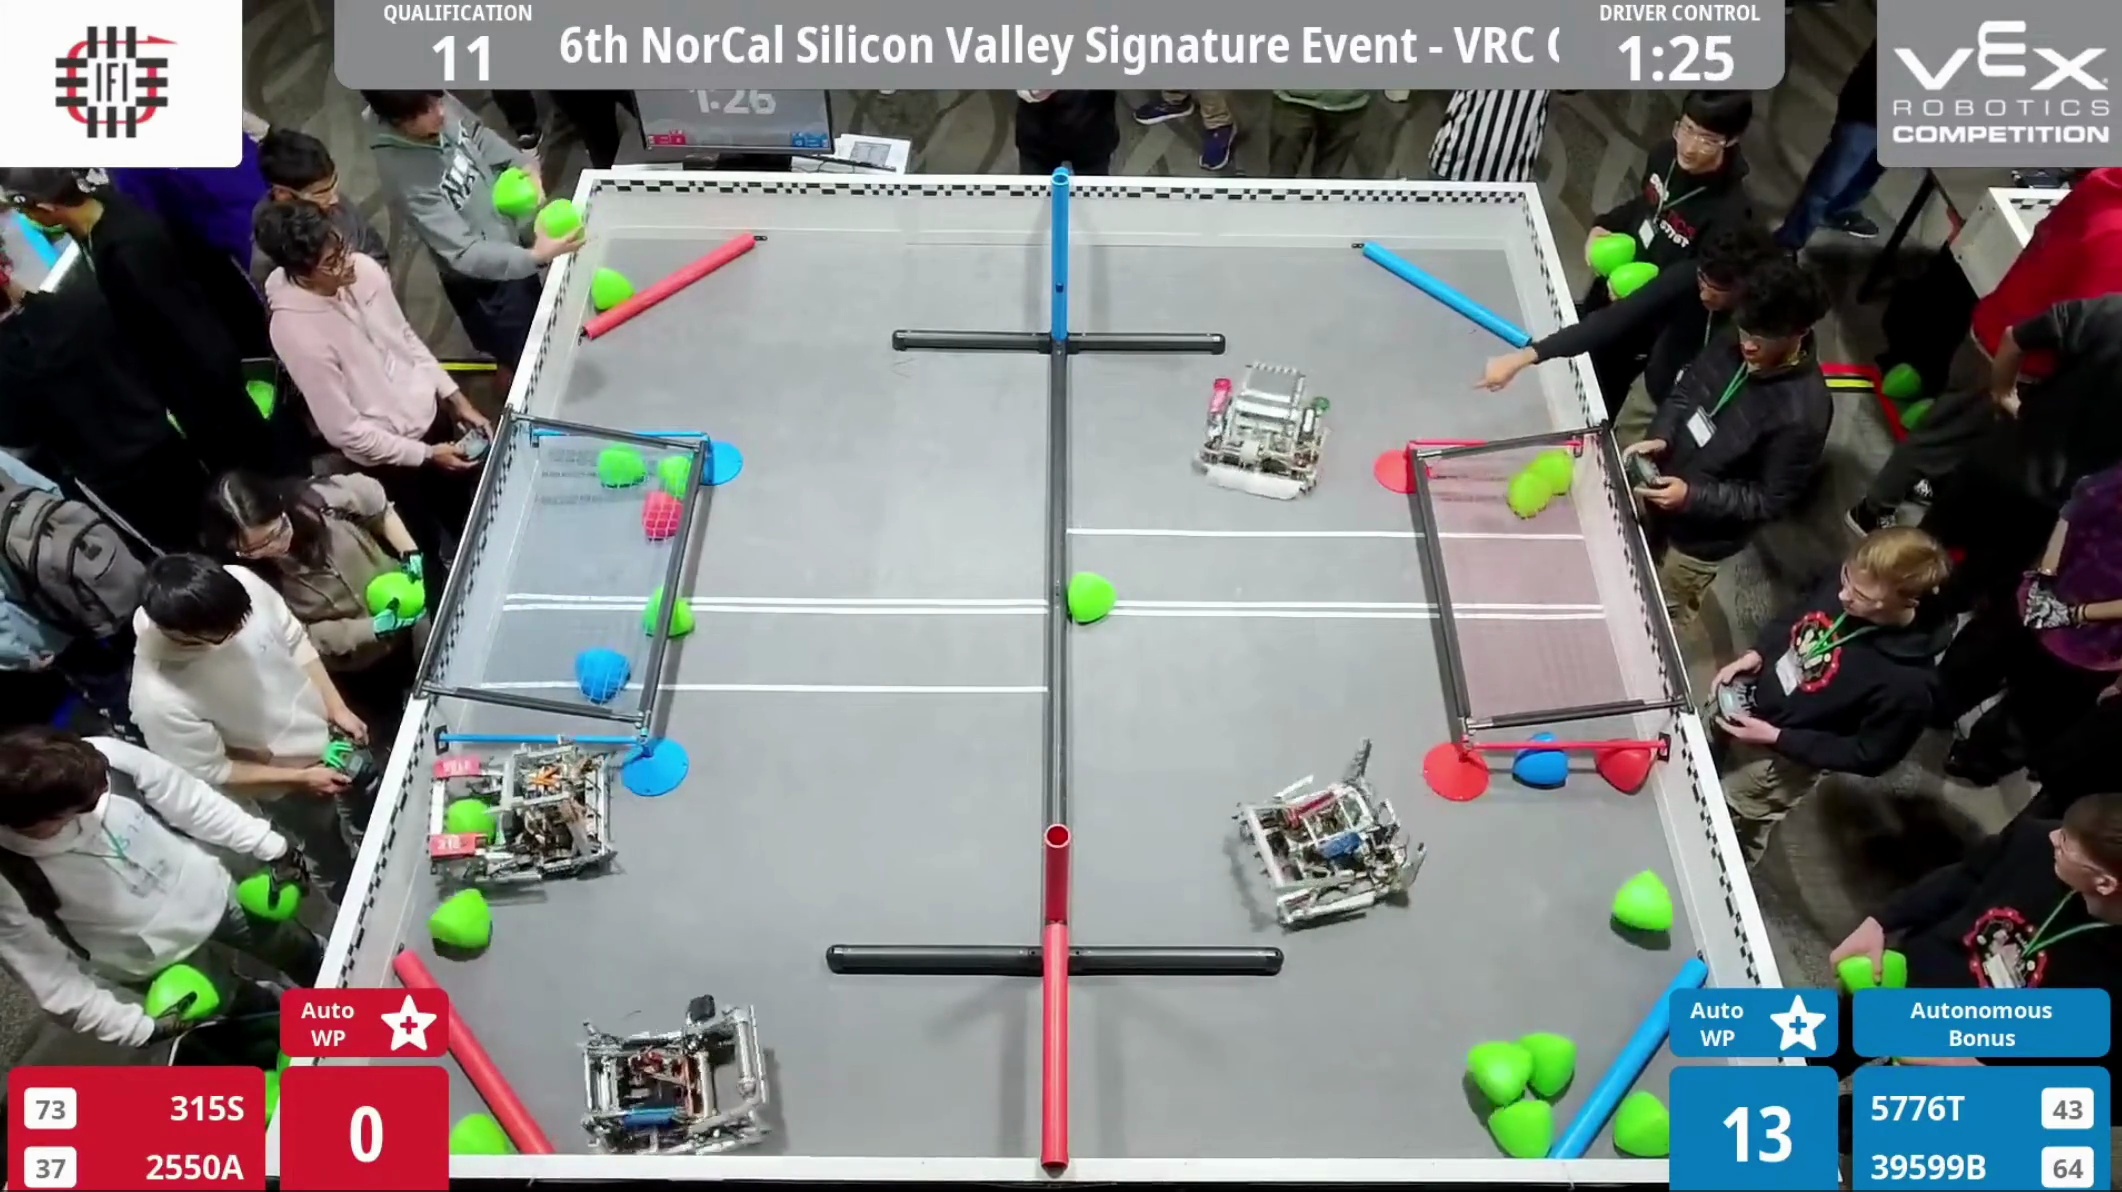 IFI
QUALIFICATION
11
6th NorCal Silicon Valley Signature Event - VRC
DRIVER CONTROL
1:25
VEX
ROBOTICS
COMPETITION
1:26
Auto
WP
73
315S
37
2550A
0
Auto
WP
Autonomous
Bonus
13
5776T
43
39599B
64